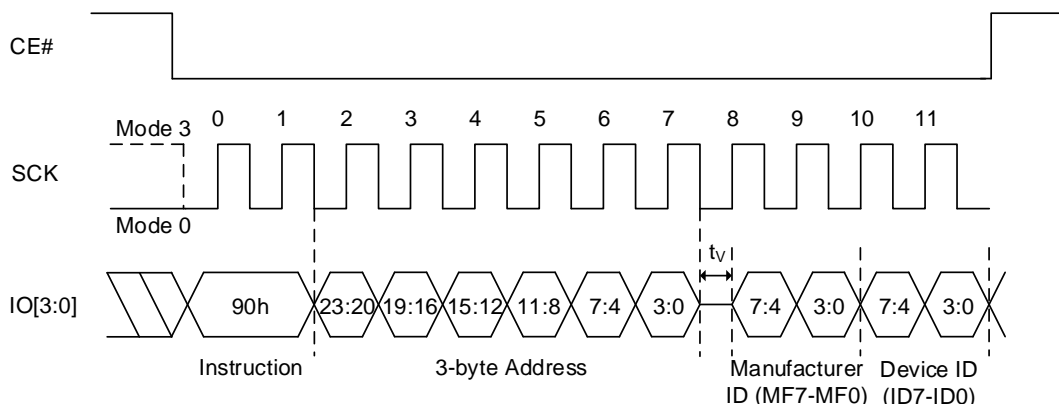 CE#
0 1 2 3 4 5 6 7 8 9 10 11
Mode 3
SCK
Mode 0
tV
IO[3:0]
90h 23:20 19:16 15:12 11:8 7:4 3:0 7:4 3:0 7:4 3:0
Instruction 3-byte Address Manufacturer Device ID
ID (MF7-MF0) (ID7-ID0)